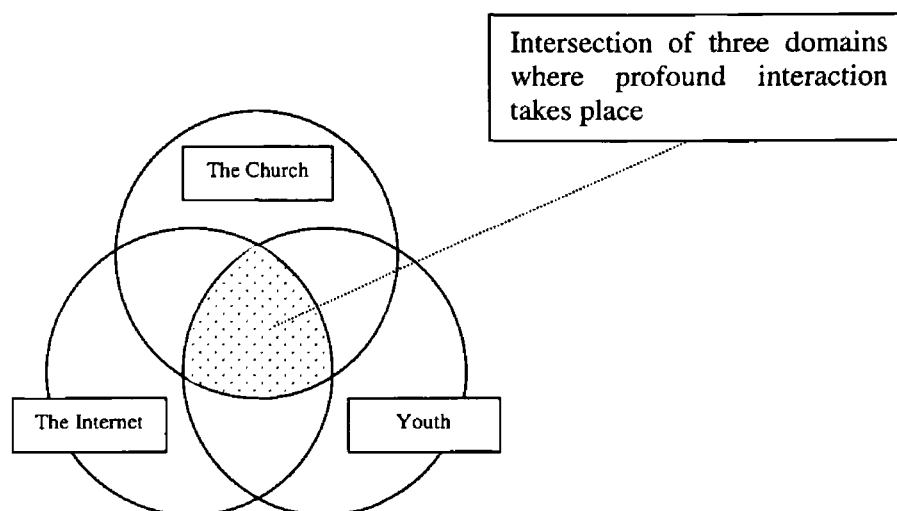 Intersection of three domains
where profound interaction
takes place
The Church
The Internet
Youth